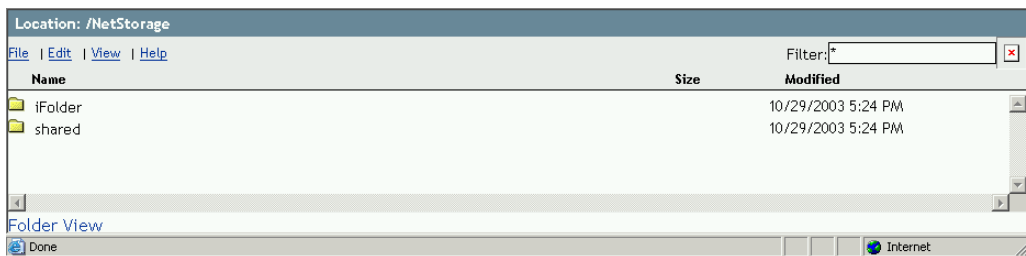 Location: /NetStorage
File | Edit | View | Help Filter: *
Name Size Modified
iFolder 10/29/2003 5:24 PM
shared 10/29/2003 5:24 PM
Folder View
Done Internet